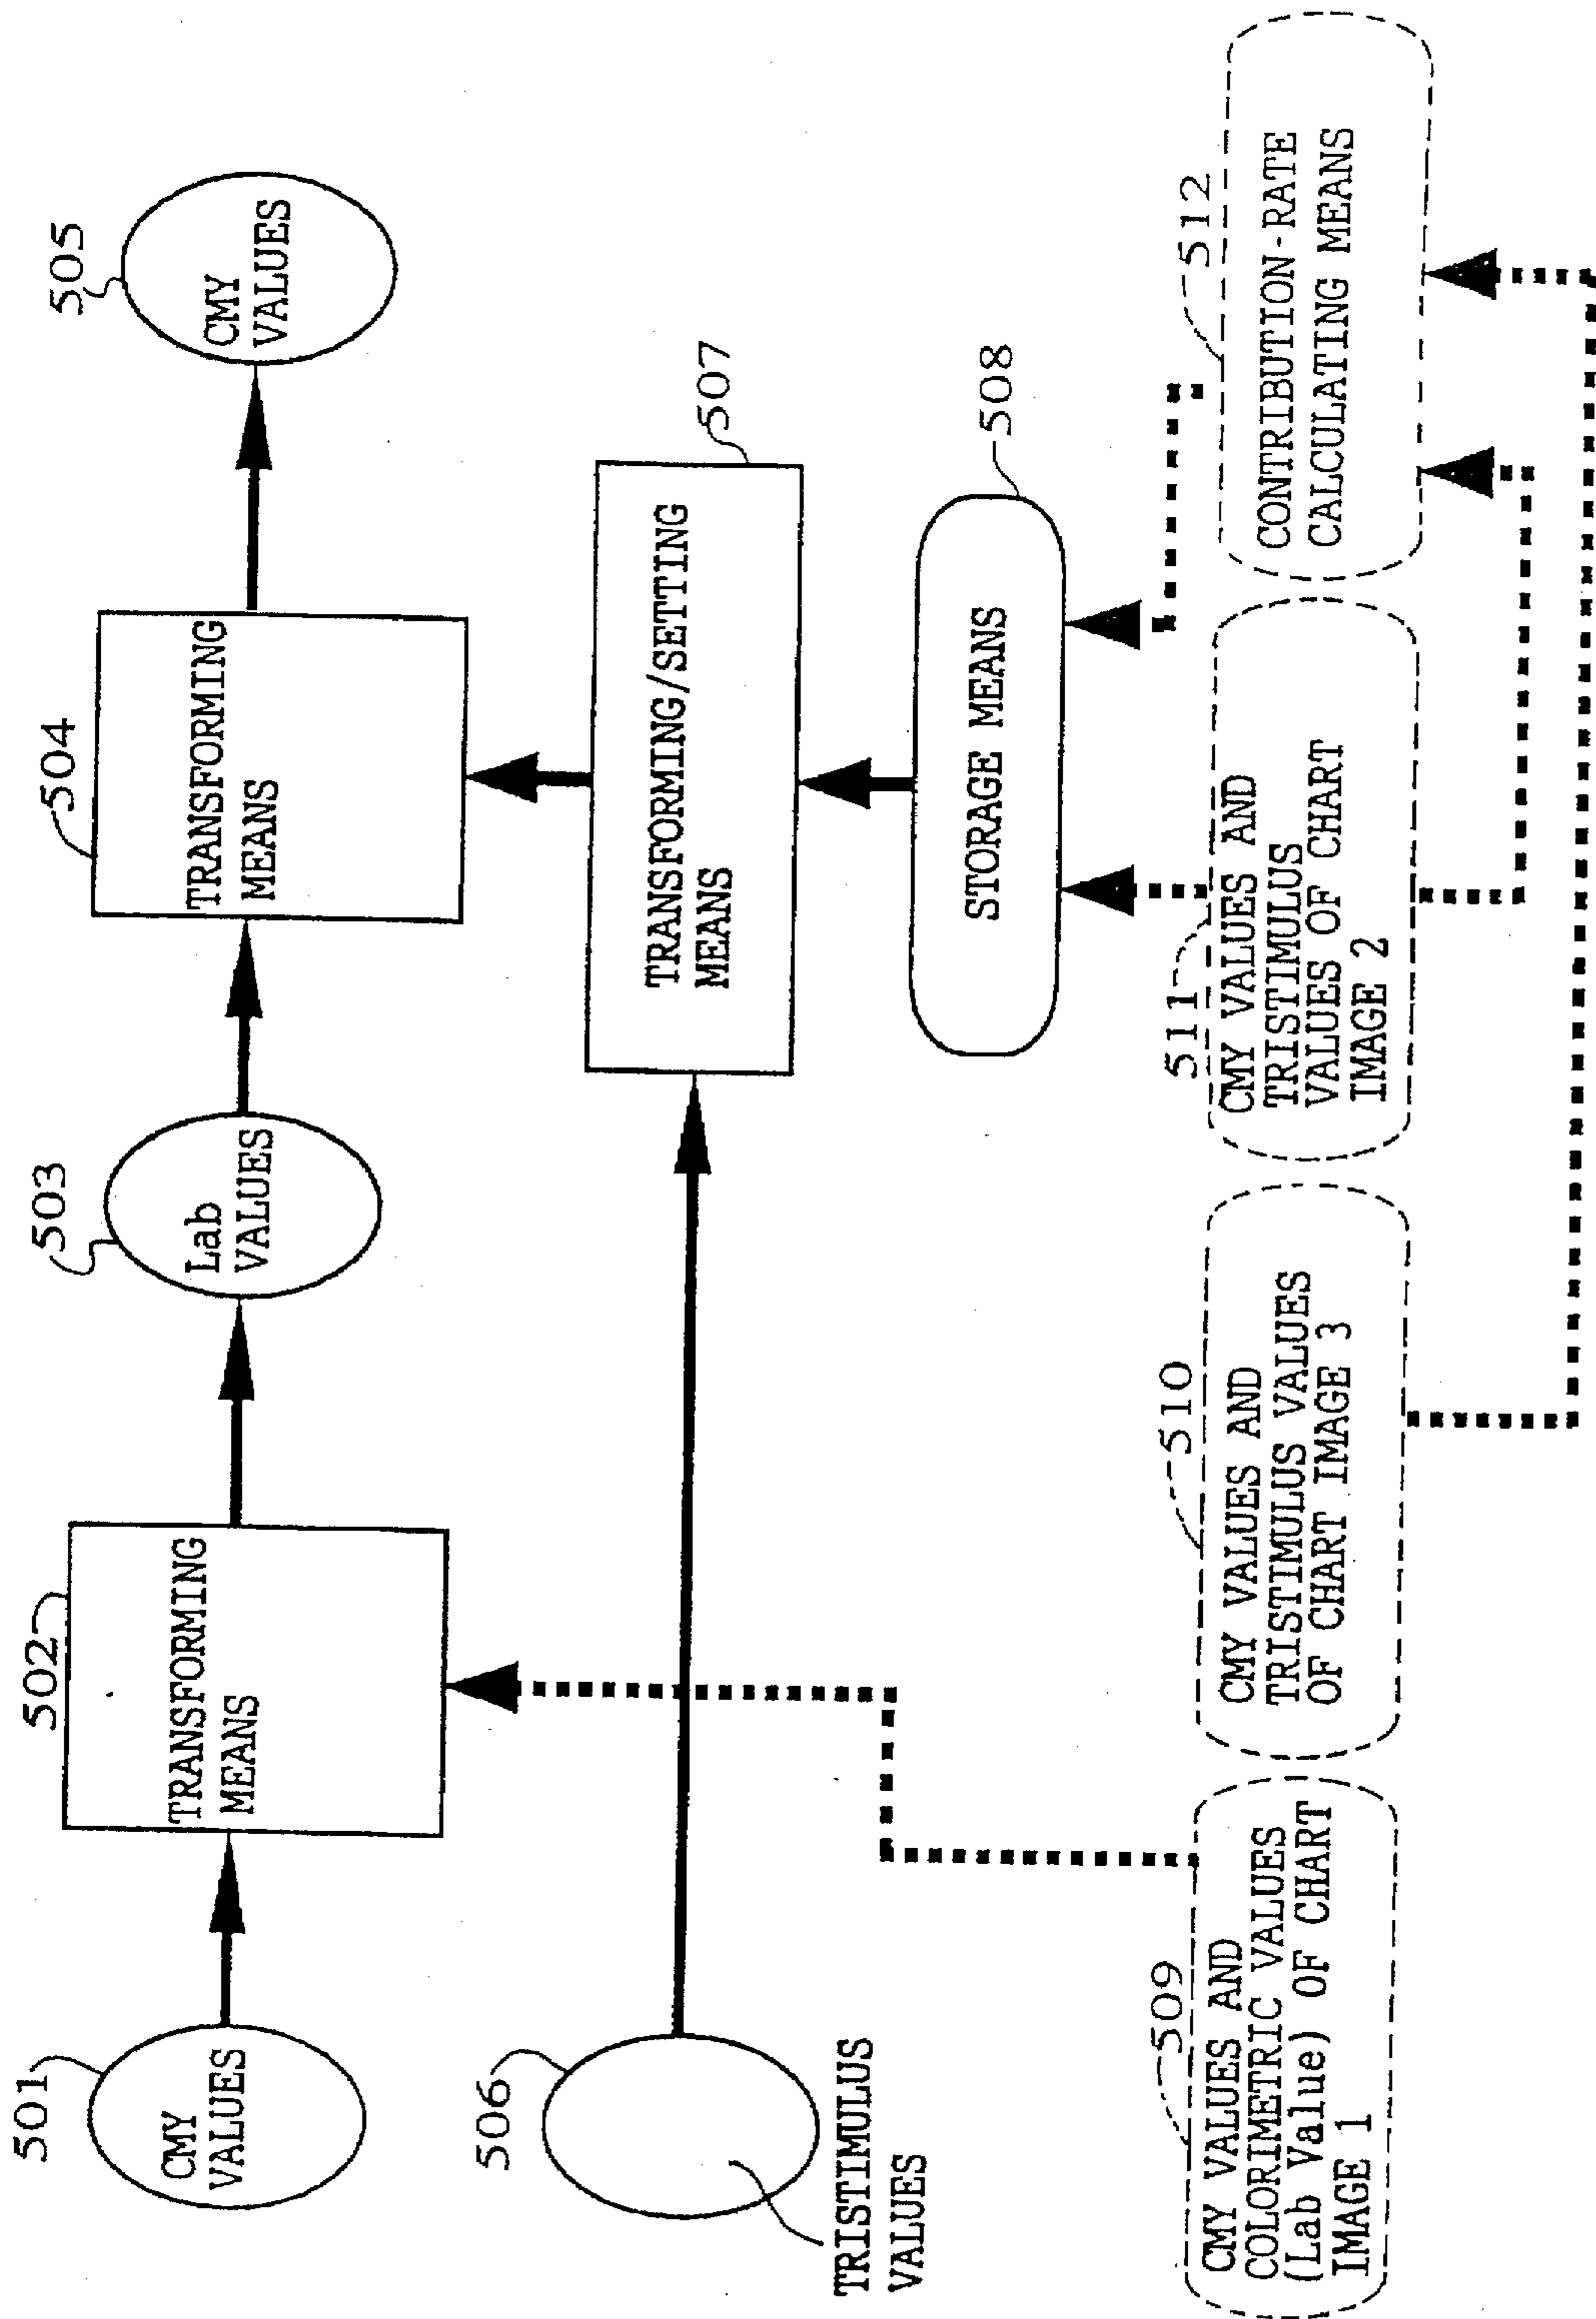 501
CMY
VALUES
502
TRANSFORMING
MEANS
503
Lab
VALUES
504
TRANSFORMING
MEANS
505
CMY
VALUES
506
TRISTIMULUS
VALUES
507
TRANSFORMING/SETTING
MEANS
508
STORAGE MEANS
509
CMY VALUES AND
COLORIMETRIC VALUES
(Lab Value) OF CHART
IMAGE 1
510
CMY VALUES AND
TRISTIMULUS VALUES
OF CHART IMAGE 3
511
CMY VALUES AND
TRISTIMULUS
VALUES OF CHART
IMAGE 2
512
CONTRIBUTION-RATE
CALCULATING MEANS